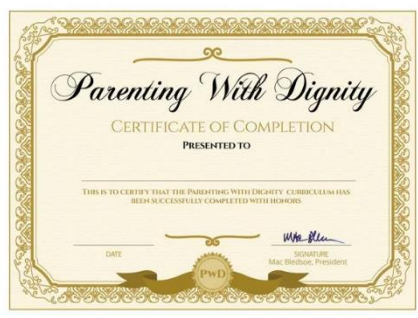 Parenting With Dignity
CERTIFICATE OF COMPLETION
PRESENTED TO
THIS IS TO CERTIFY THAT THE PARENTING WITH DIGNITY CURRICULUM HAS
BEEN SUCCESSFULLY COMPLETED WITH HONORS
DATE
SIGNATURE
Mac Bledsoe, President
PWD